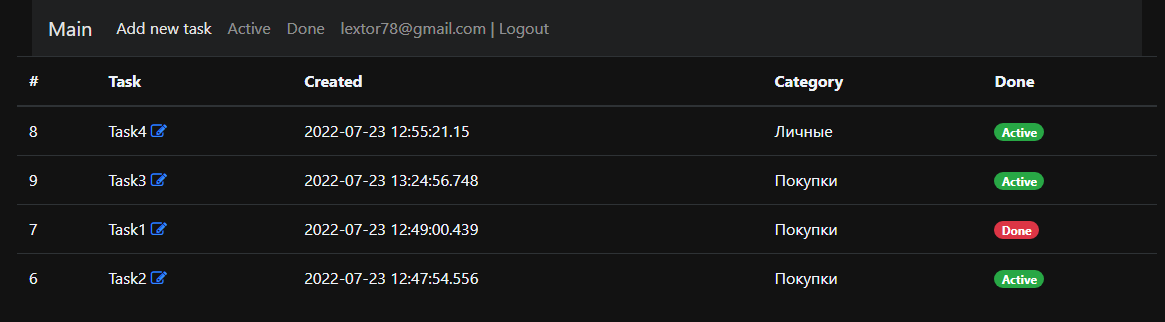 Main Add new task Active Done lextor78@gmail.com | Logout
# Task Created Category Done
8 Task4 2022-07-23 12:55:21.15 Личные Active
9 Task3 2022-07-23 13:24:56.748 Покупки Active
7 Task1 2022-07-23 12:49:00.439 Покупки Done
6 Task2 2022-07-23 12:47:54.556 Покупки Active